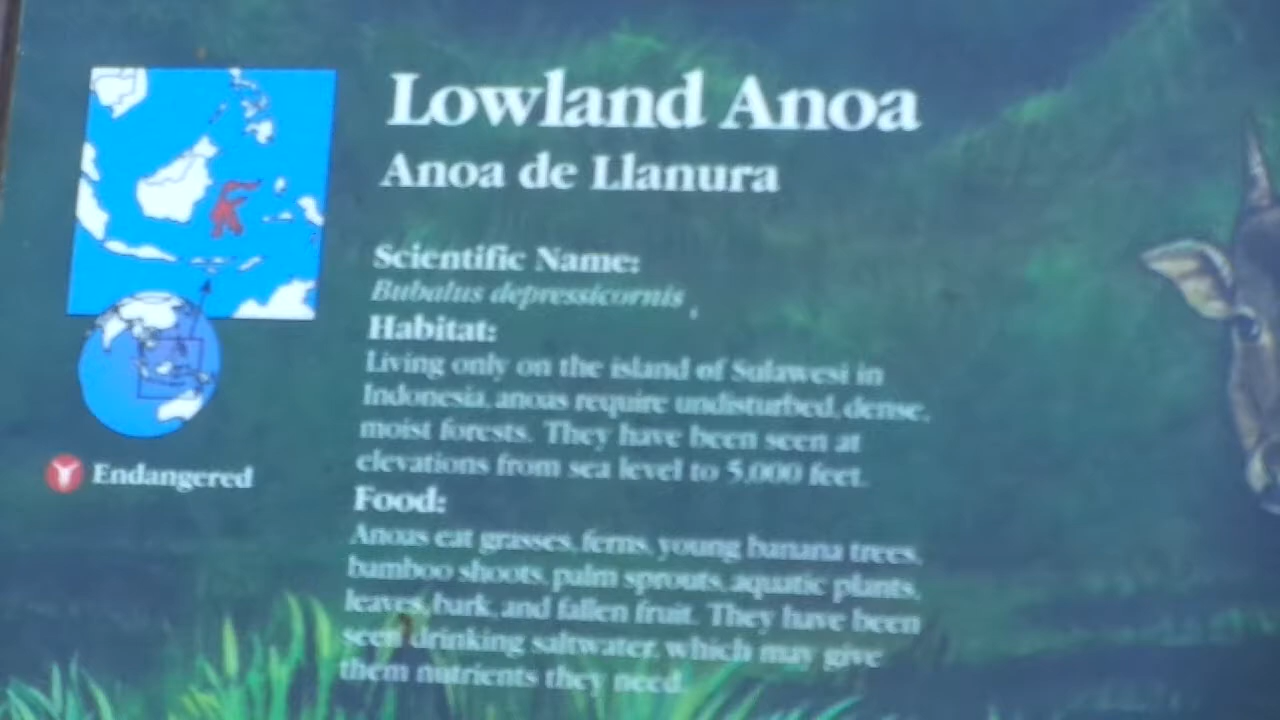 Lowland Anoa
Anoa de Llanura
Scientific Name:
Bubalus depressicornis
Habitat:
Living only on the island of Sulawesi in
Indonesia, anoas require undisturbed, dense,
moist forests. They have been seen at
elevations from sea level to 5,000 feet.
Endangered
Food:
Anoas eat grasses, ferns, young banana trees,
bamboo shoots, palm sprouts, aquatic plants,
leaves, bark, and fallen fruit. They have been
seen drinking saltwater, which may give
them nutrients they need.